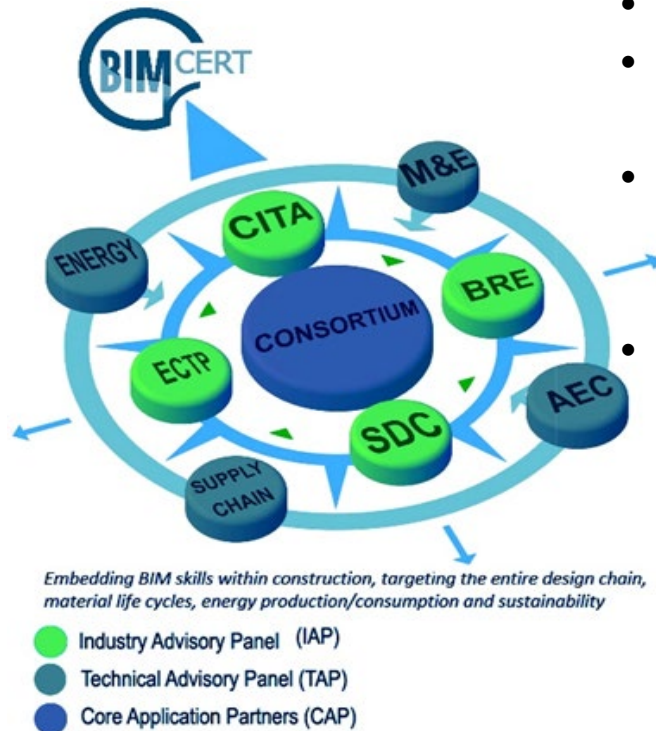 BIMCERT
M&E
CITA
ENERGY
BRE
CONSORTIUM
ECTP
AEC
SDC
SUPPLY
CHAIN
Embedding BIM skills within construction, targeting the entire design chain,
material life cycles, energy production/consumption and sustainability
Industry Advisory Panel (IAP)
Technical Advisory Panel (TAP)
Core Application Partners (CAP)